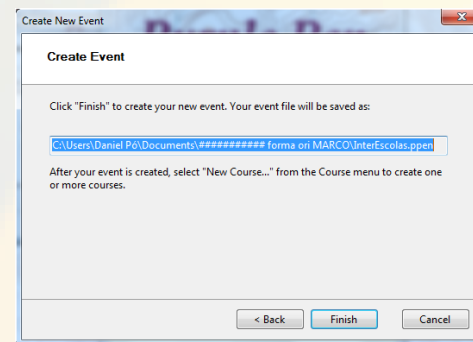 Create New Event
Create Event
Click "Finish" to create your new event. Your event file will be saved as:
C:\Users\Daniel Pó\Documents\########### forma ori MARCO\InterEscolas.ppen
After your event is created, select "New Course..." from the Course menu to create one
or more courses.
< Back
Finish
Cancel